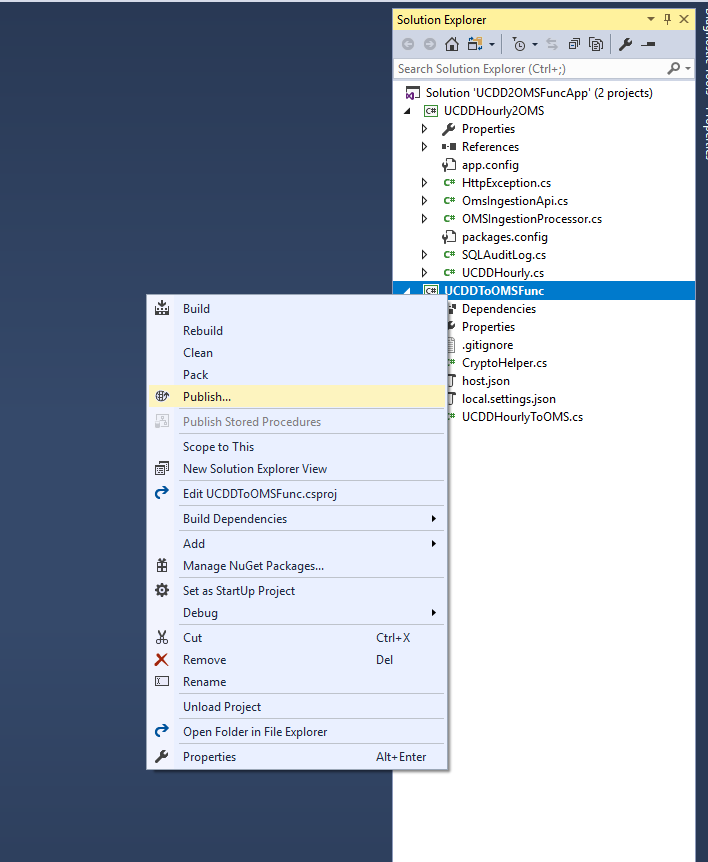 Solution Explorer
Search Solution Explorer (Ctrl+;)
Solution 'UCDD2OMSFuncApp' (2 projects)
C# UCDDHourly2OMS
Properties
References
app.config
C# HttpException.cs
C# OmsIngestionApi.cs
C# OMSIngestionProcessor.cs
packages.config
C# SQLAuditLog.cs
C# UCDDHourly.cs
C# UCDDToOMSFunc
Dependencies
Properties
.gitignore
CryptoHelper.cs
host.json
local.settings.json
UCDDHourlyToOMS.cs
Build
Rebuild
Clean
Pack
Publish...
Publish Stored Procedures
Scope to This
New Solution Explorer View
Edit UCDDToOMSFunc.csproj
Build Dependencies
Add
Manage NuGet Packages...
Set as StartUp Project
Debug
Cut Ctrl+X
Remove Del
Rename
Unload Project
Open Folder in File Explorer
Properties Alt+Enter